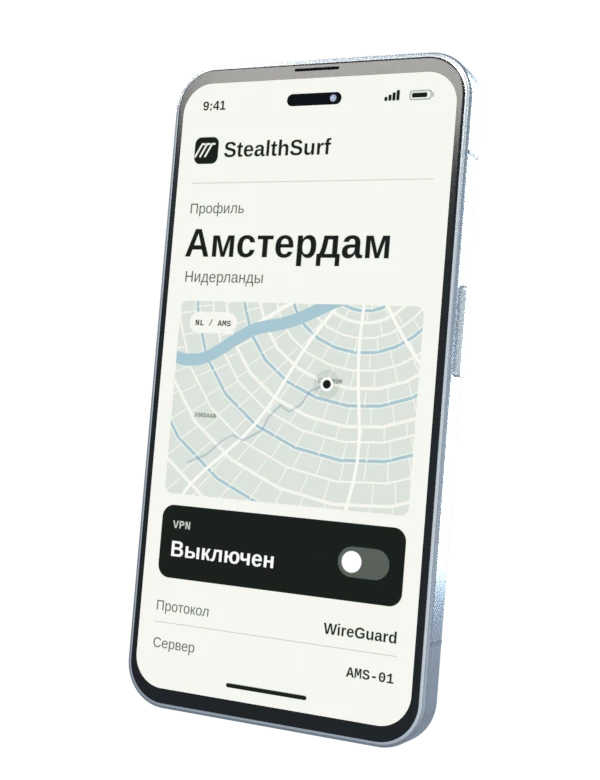 9:41
StealthSurf
Профиль
Амстердам
Нидерланды
NL / AMS
JORDAAN
VPN
Выключен
Протокол
WireGuard
Сервер
AMS-01